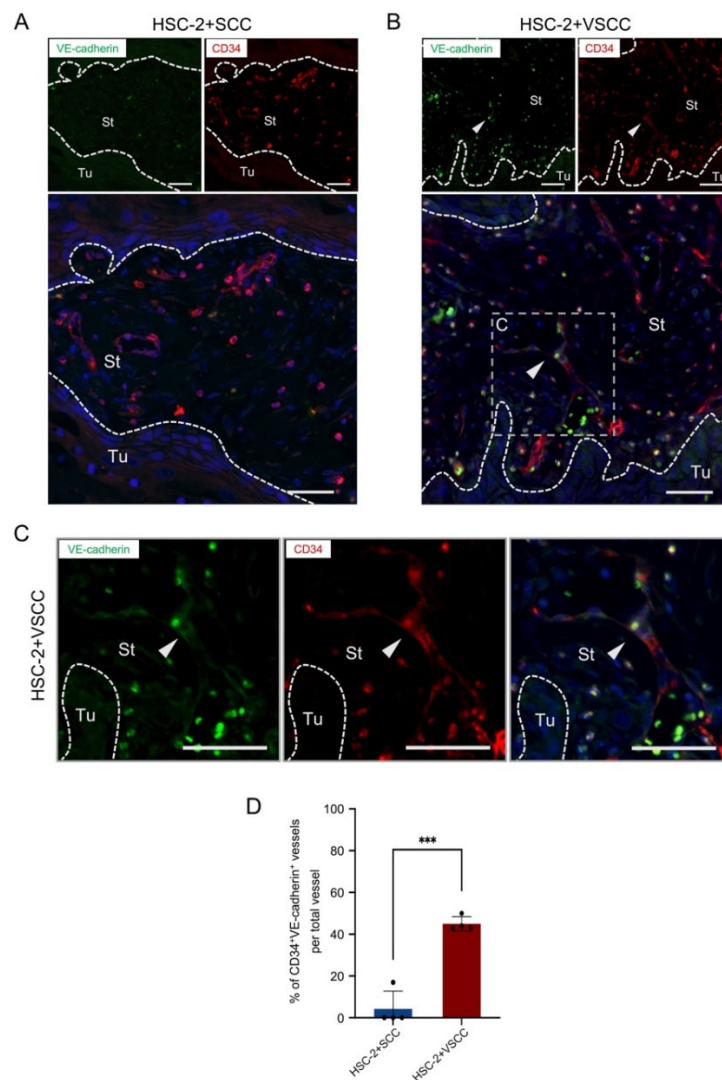 A
HSC-2+SCC
VE-cadherin
CD34
St
St
Tu
Tu
St
Tu
B
HSC-2+VSCC
VE-cadherin
CD34
St
St
Tu
Tu
C
St
Tu
C
HSC-2+VSCC
VE-cadherin
CD34
St
St
St
Tu
Tu
Tu
D
% of CD34⁺VE-cadherin⁺ vessels
per total vessel
100
80
60
40
20
0
***
HSC-2+SCC
HSC-2+VSCC